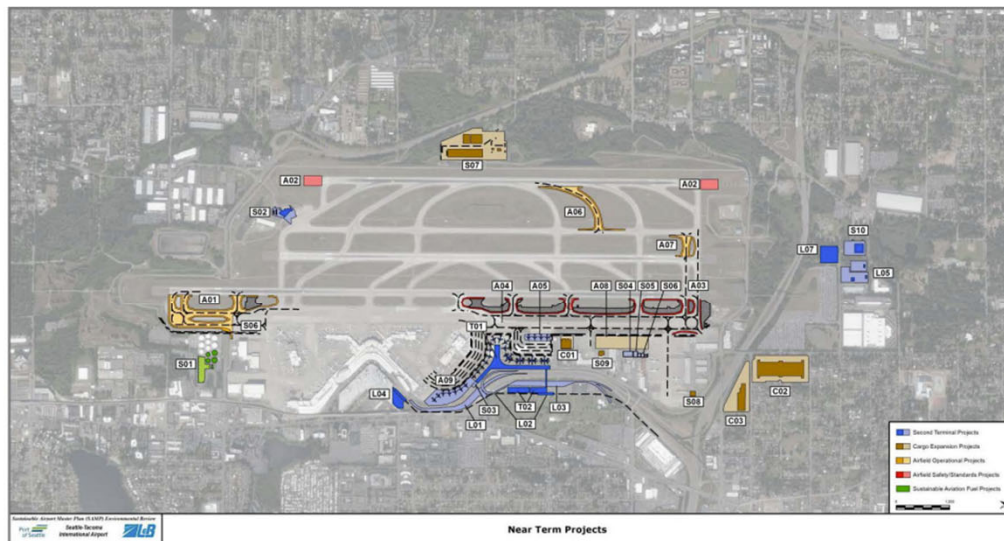 S07
A02
A02
S02
A06
A07
L07
S10
L05
A01
S06
A04
A05
A08
S04
S05
S06
A03
T01
S01
C01
S09
A09
L04
S03
T02
L03
L01
L02
S08
C02
C03
Second Terminal Projects
Cargo Expansion Projects
Airfield Operational Projects
Airfield Safety/Standards Projects
Sustainable Aviation Fuel Projects
Sustainable Airport Master Plan (SAMP) Environmental Review
Port of Seattle
Seattle-Tacoma
International Airport
L&B
Near Term Projects